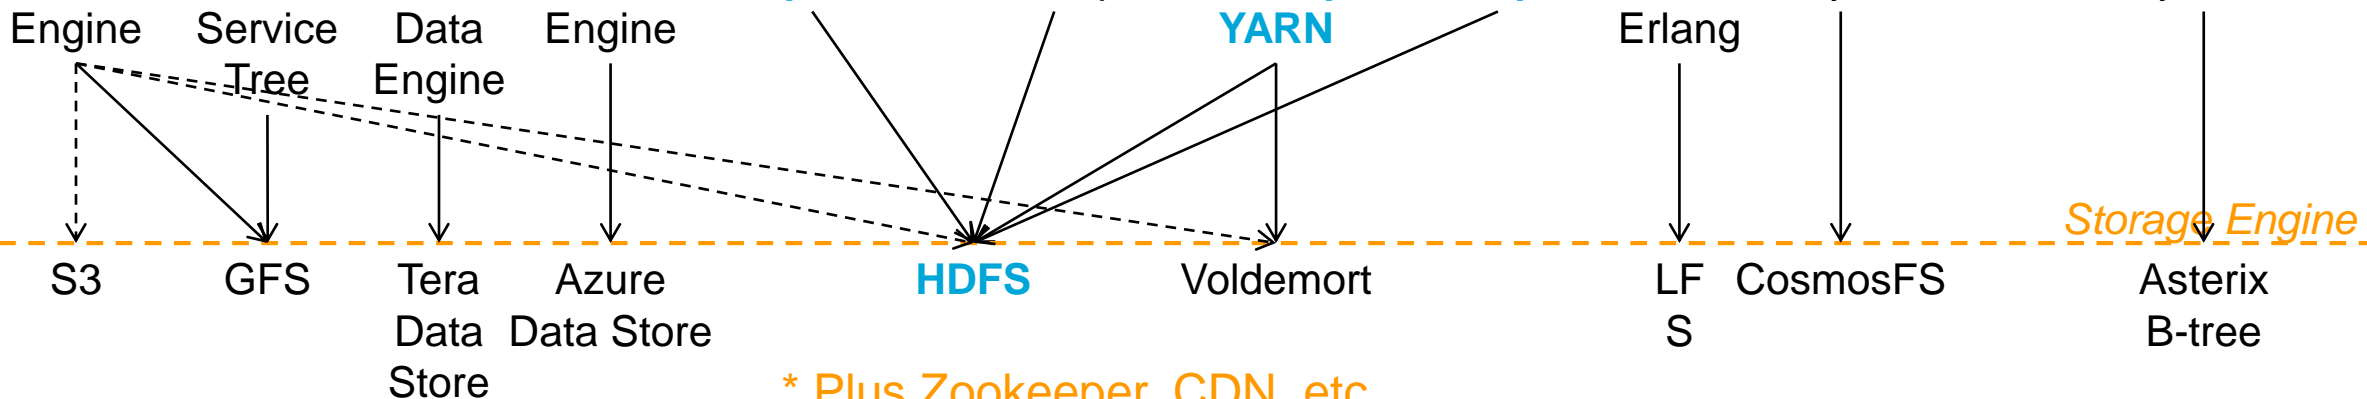 Engine
Service
Tree
Data
Engine
Engine
YARN
Erlang
Storage Engine
S3
GFS
Tera
Data
Store
Azure
Data Store
HDFS
Voldemort
LF
S
CosmosFS
Asterix
B-tree
* Plus Zookeeper, CDN, etc